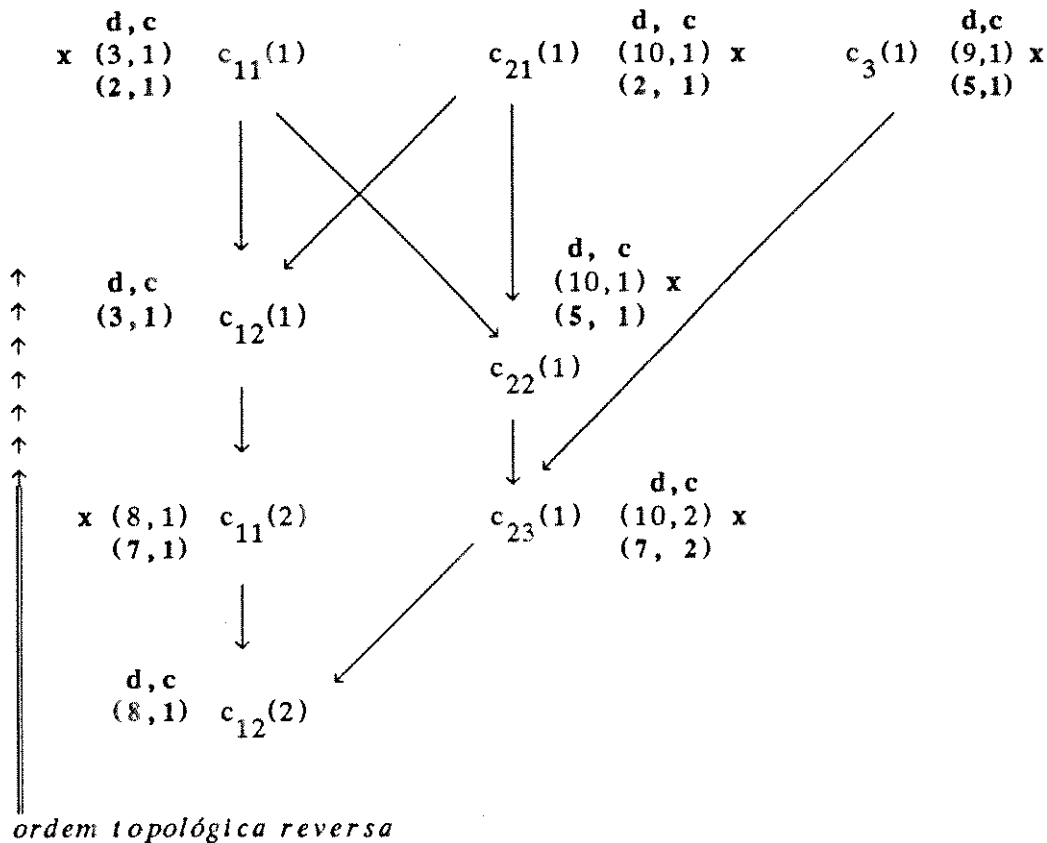 d,c d, c d,c
x (3,1) c11(1) c21(1) (10,1) x c3(1) (9,1) x
(2,1) (2, 1) (5,1)
d, c
d,c (10,1) x
(3,1) c12(1) (5, 1)
c22(1)
d,c
x (8,1) c11(2) c23(1) (10,2) x
(7,1) (7, 2)
d,c
(8,1) c12(2)
ordem topológica reversa